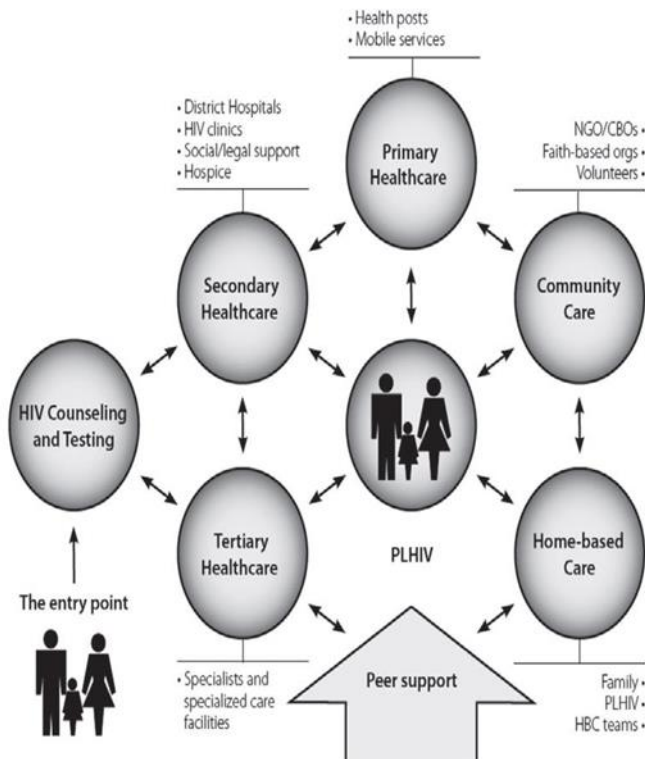 • Health posts
• Mobile services
• District Hospitals
• HIV clinics
• Social/legal support
• Hospice
NGO/CBOs •
Faith-based orgs •
Volunteers •
Primary
Healthcare
Secondary
Healthcare
Community
Care
HIV Counseling
and Testing
Tertiary
Healthcare
PLHIV
Home-based
Care
The entry point
Peer support
• Specialists and
specialized care
facilities
Family •
PLHIV •
HBC teams •